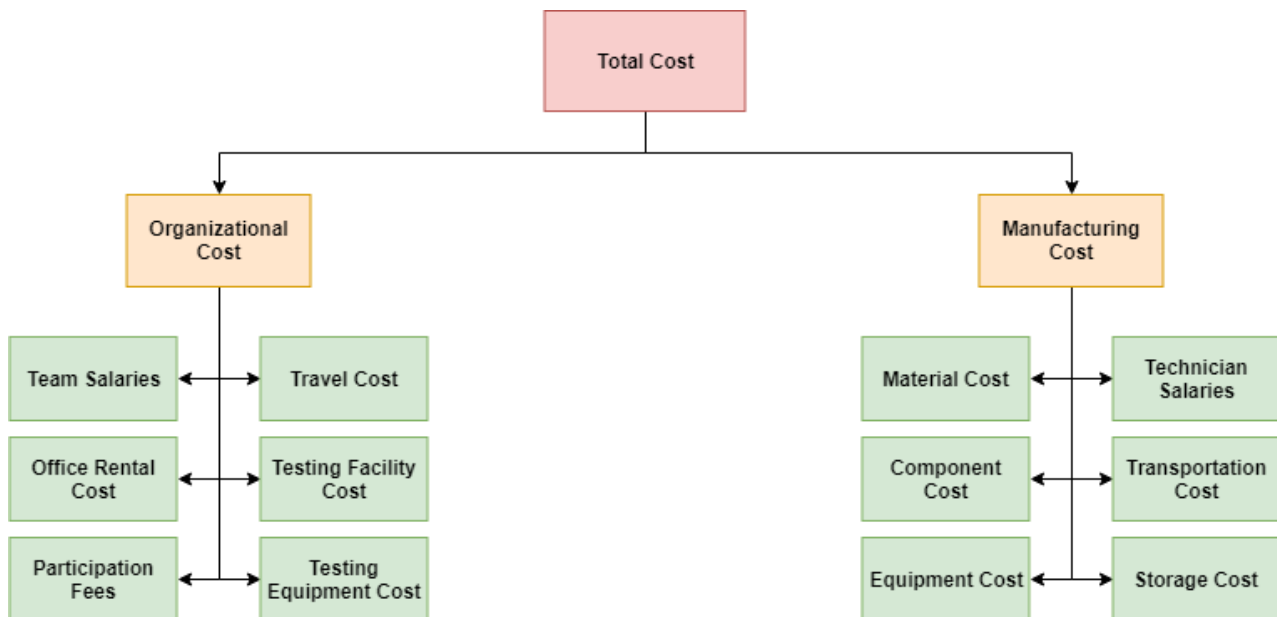 Total Cost
Organizational
Cost
Manufacturing
Cost
Team Salaries
Travel Cost
Office Rental
Cost
Testing Facility
Cost
Participation
Fees
Testing
Equipment Cost
Material Cost
Technician
Salaries
Component
Cost
Transportation
Cost
Equipment Cost
Storage Cost